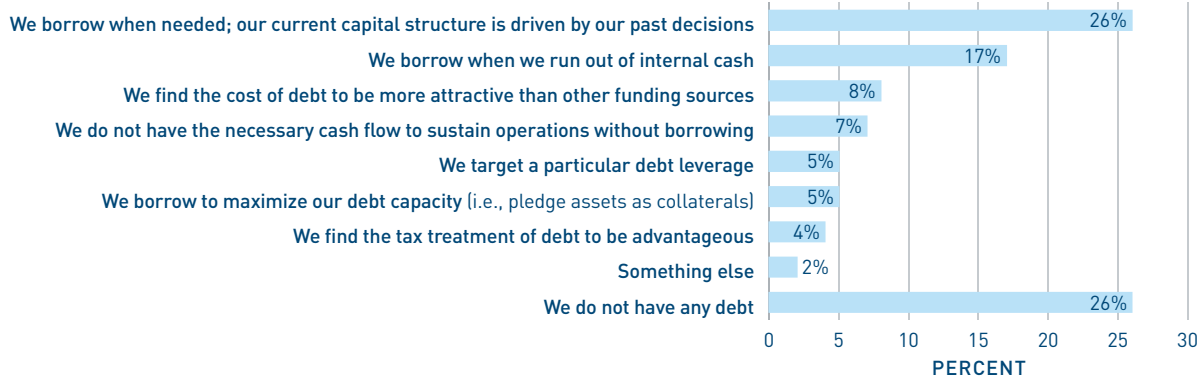 We borrow when needed; our current capital structure is driven by our past decisions 26%
We borrow when we run out of internal cash 17%
We find the cost of debt to be more attractive than other funding sources 8%
We do not have the necessary cash flow to sustain operations without borrowing 7%
We target a particular debt leverage 5%
We borrow to maximize our debt capacity (i.e., pledge assets as collaterals) 5%
We find the tax treatment of debt to be advantageous 4%
Something else 2%
We do not have any debt 26%
0 5 10 15 20 25 30
PERCENT